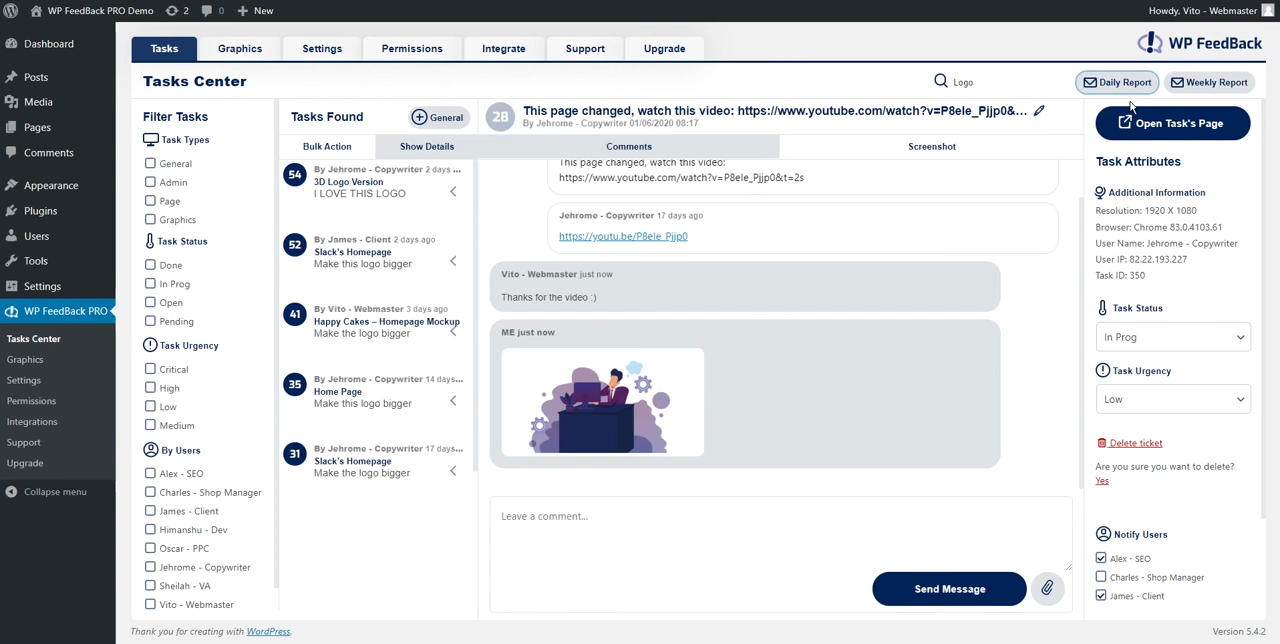 WP FeedBack PRO Demo
2
0
New
Howdy, Vito - Webmaster
Dashboard
Posts
Media
Pages
Comments
Appearance
Plugins
Users
Tools
Settings
WP FeedBack PRO
Tasks Center
Graphics
Settings
Permissions
Integrations
Support
Upgrade
Collapse menu
Tasks
Graphics
Settings
Permissions
Integrate
Support
Upgrade
WP FeedBack
Tasks Center
Logo
Daily Report
Weekly Report
Filter Tasks
Task Types
General
Admin
Page
Graphics
Task Status
Done
In Prog
Open
Pending
Task Urgency
Critical
High
Low
Medium
By Users
Alex - SEO
Charles - Shop Manager
James - Client
Himanshu - Dev
Oscar - PPC
Jehrome - Copywriter
Sheilah - VA
Vito - Webmaster
Tasks Found
General
Bulk Action
Show Details
54
By Jehrome - Copywriter 2 days ...
3D Logo Version
I LOVE THIS LOGO
52
By James - Client 2 days ago
Slack's Homepage
Make this logo bigger
41
By Vito - Webmaster 3 days ago
Happy Cakes – Homepage Mockup
Make the logo bigger
35
By Jehrome - Copywriter 14 days...
Home Page
Make this logo bigger
31
By Jehrome - Copywriter 17 days...
Slack's Homepage
Make the logo bigger
28
This page changed, watch this video: https://www.youtube.com/watch?v=P8ele_Pjjp0&...
By Jehrome - Copywriter 01/06/2020 08:17
Comments
Screenshot
This page changed, watch this video:
https://www.youtube.com/watch?v=P8ele_Pjjp0&t=2s
Jehrome - Copywriter 17 days ago
https://youtu.be/P8ele_Pjjp0
Vito - Webmaster just now
Thanks for the video :)
ME just now
Leave a comment...
Send Message
Open Task's Page
Task Attributes
Additional Information
Resolution: 1920 X 1080
Browser: Chrome 83.0.4103.61
User Name: Jehrome - Copywriter
User IP: 82.22.193.227
Task ID: 350
Task Status
In Prog
Task Urgency
Low
Delete ticket
Are you sure you want to delete?
Yes
Notify Users
Alex - SEO
Charles - Shop Manager
James - Client
Thank you for creating with WordPress.
Version 5.4.2